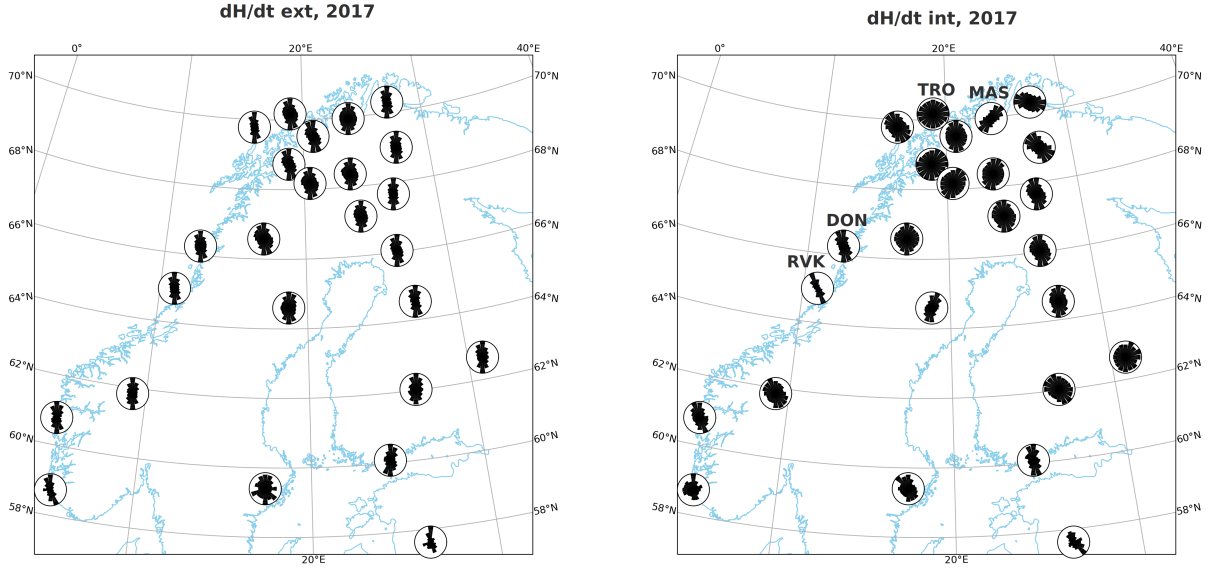 dH/dt ext, 2017
0° 20°E 40°E
70°N 70°N
68°N 68°N
66°N 66°N
64°N 64°N
62°N 62°N
60°N 60°N
58°N 58°N
20°E
dH/dt int, 2017
0° 20°E 40°E
70°N 70°N
TRO MAS
68°N 68°N
66°N 66°N
DON
RVK
64°N 64°N
62°N 62°N
60°N 60°N
58°N 58°N
20°E